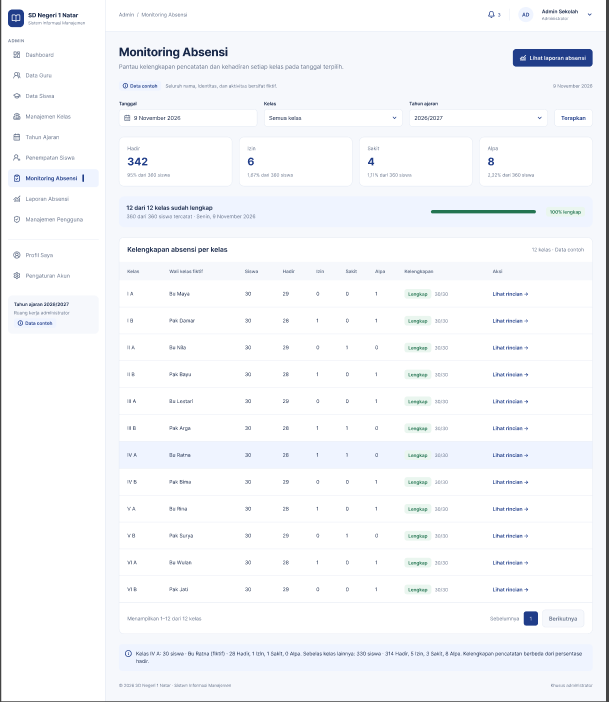 SD Negeri 1 Natar
Sistem Informasi Manajemen
Admin / Monitoring Absensi
3
AD
Admin Sekolah
Administrator
ADMIN
Dashboard
Data Guru
Data Siswa
Manajemen Kelas
Tahun Ajaran
Penempatan Siswa
Monitoring Absensi
Laporan Absensi
Manajemen Pengguna
Profil Saya
Pengaturan Akun
Tahun ajaran 2026/2027
Ruang kerja administrator
Data contoh
Monitoring Absensi
Pantau kelengkapan pencatatan dan kehadiran setiap kelas pada tanggal terpilih.
Lihat laporan absensi
Data contoh Seluruh nama, identitas, dan aktivitas bersifat fiktif. 9 November 2026
Tanggal Kelas Tahun ajaran
9 November 2026 Semua kelas 2026/2027 Terapkan
Hadir Izin Sakit Alpa
342 6 4 8
95% dari 360 siswa 1,67% dari 360 siswa 1,11% dari 360 siswa 2,22% dari 360 siswa
12 dari 12 kelas sudah lengkap
360 dari 360 siswa tercatat · Senin, 9 November 2026
100% lengkap
Kelengkapan absensi per kelas 12 kelas · Data contoh
Kelas Wali kelas fiktif Siswa Hadir Izin Sakit Alpa Kelengkapan Aksi
I A Bu Maya 30 29 0 0 1 Lengkap 30/30 Lihat rincian →
I B Pak Damar 30 28 1 0 1 Lengkap 30/30 Lihat rincian →
II A Bu Nila 30 29 0 1 0 Lengkap 30/30 Lihat rincian →
II B Pak Bayu 30 28 1 0 1 Lengkap 30/30 Lihat rincian →
III A Bu Lestari 30 29 0 0 1 Lengkap 30/30 Lihat rincian →
III B Pak Arga 30 28 1 1 0 Lengkap 30/30 Lihat rincian →
IV A Bu Ratna 30 28 1 1 0 Lengkap 30/30 Lihat rincian →
IV B Pak Bima 30 29 0 0 1 Lengkap 30/30 Lihat rincian →
V A Bu Rina 30 28 1 0 1 Lengkap 30/30 Lihat rincian →
V B Pak Surya 30 29 0 1 0 Lengkap 30/30 Lihat rincian →
VI A Bu Wulan 30 28 1 0 1 Lengkap 30/30 Lihat rincian →
VI B Pak Jati 30 29 0 0 1 Lengkap 30/30 Lihat rincian →
Menampilkan 1–12 dari 12 kelas Sebelumnya 1 Berikutnya
Kelas IV A: 30 siswa · Bu Ratna (fiktif) · 28 Hadir, 1 Izin, 1 Sakit, 0 Alpa. Sebelas kelas lainnya: 330 siswa · 314 Hadir, 5 Izin, 3 Sakit, 8 Alpa. Kelengkapan pencatatan berbeda dari persentase
hadir.
© 2026 SD Negeri 1 Natar · Sistem Informasi Manajemen Khusus administrator